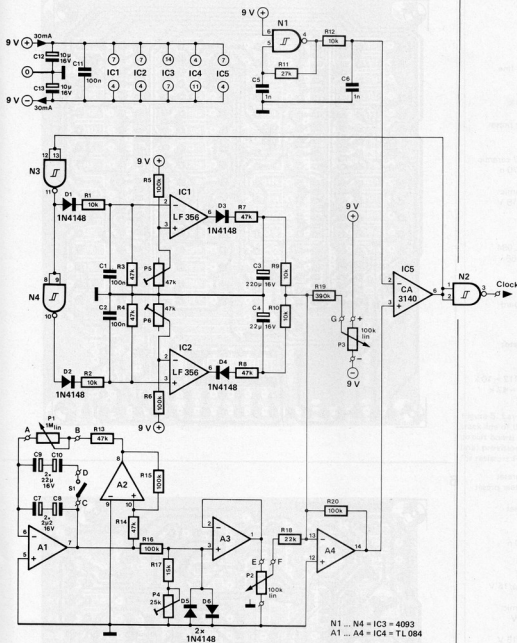 9 V + 30mA
C12 10µ 16V
0
C13 10µ 16V
9 V − 30mA
C11 100n
7 7 14 4 7
IC1 IC2 IC3 IC4 IC5
4 4 7 11 4
9 V +
N1
6
5
4
R12 10k
R11 27k
C5 1n
C6 1n
N3
12 13
11
D1 1N4148
R1 10k
9 V +
R5 100k
IC1
2
3
LF 356
6
D3 1N4148
R7 47k
C1 100n
R3 47k
P5 47k
C3 220µ 16V
R9 10k
N4
8 9
10
C2 100n
R4 47k
P6 47k
C4 22µ 16V
R10 10k
R19 390k
9 V +
G
+
100k lin
P3
−
9 V
IC2
2
3
LF 356
6
D4 1N4148
R8 47k
D2 1N4148
R2 10k
R6 100k
9 V
IC5
2
3
CA 3140
6
N2
1
2
3
Clock
A
P1 1M lin
B
R13 47k
C9 C10
2× 22µ 16V
D
S1
C
C7 C8
2× 2µ2 16V
A1
6
5
7
A2
8
9
10
R15 100k
R14 47k
R16 100k
R17 15k
P4 25k
D5 D6
2× 1N4148
A3
2
3
1
E F
P2 100k lin
R18 22k
R20 100k
A4
13
12
14
N1 ... N4 = IC3 = 4093
A1 ... A4 = IC4 = TL 084